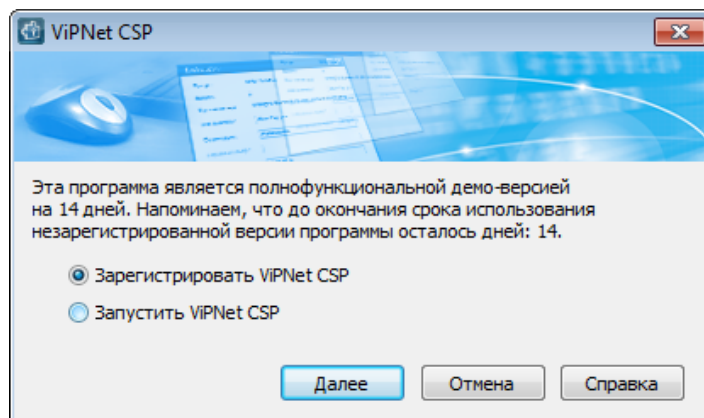 ViPNet CSP
Эта программа является полнофункциональной демо-версией
на 14 дней. Напоминаем, что до окончания срока использования
незарегистрированной версии программы осталось дней: 14.
Зарегистрировать ViPNet CSP
Запустить ViPNet CSP
Далее Отмена Справка